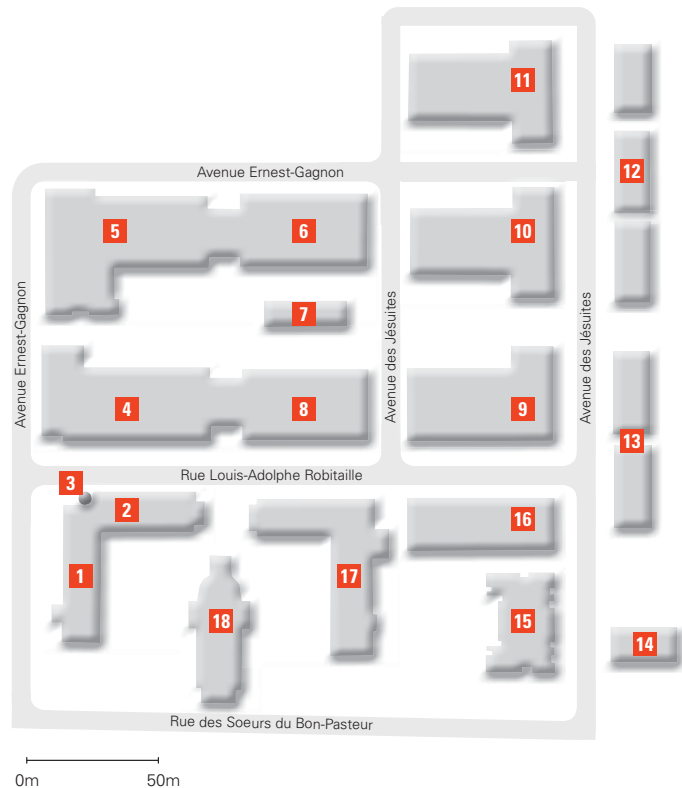 11
Avenue Ernest-Gagnon
12
5
6
10
7
Avenue Ernest-Gagnon
Avenue des Jésuites
Avenue des Jésuites
4
8
9
13
Rue Louis-Adolphe Robitaille
3
2
16
1
17
18
15
14
Rue des Soeurs du Bon-Pasteur
0m 50m